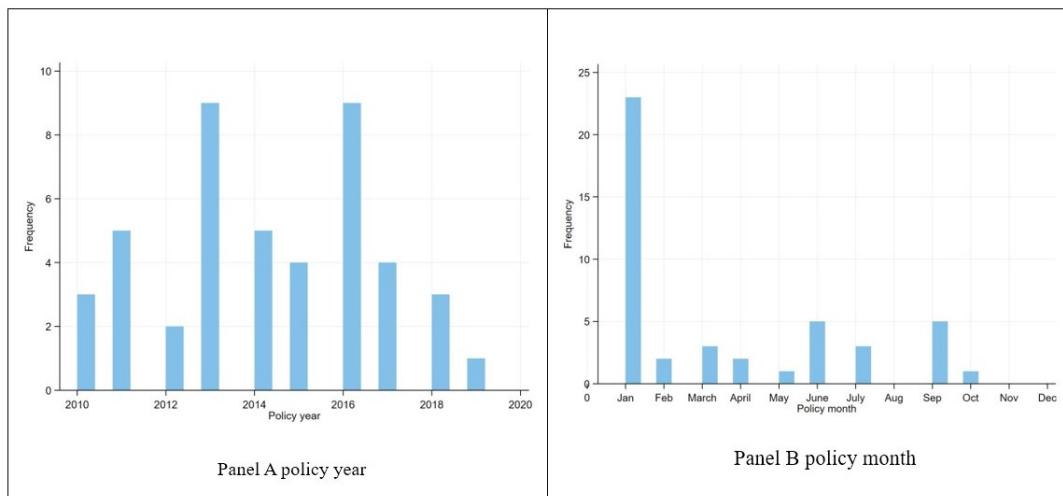 10
8
6
4
2
0
Frequency
2010 2012 2014 2016 2018 2020
Policy year
Panel A policy year
25
20
15
10
5
0
Frequency
0 Jan Feb March April May June July Aug Sep Oct Nov Dec
Policy month
Panel B policy month